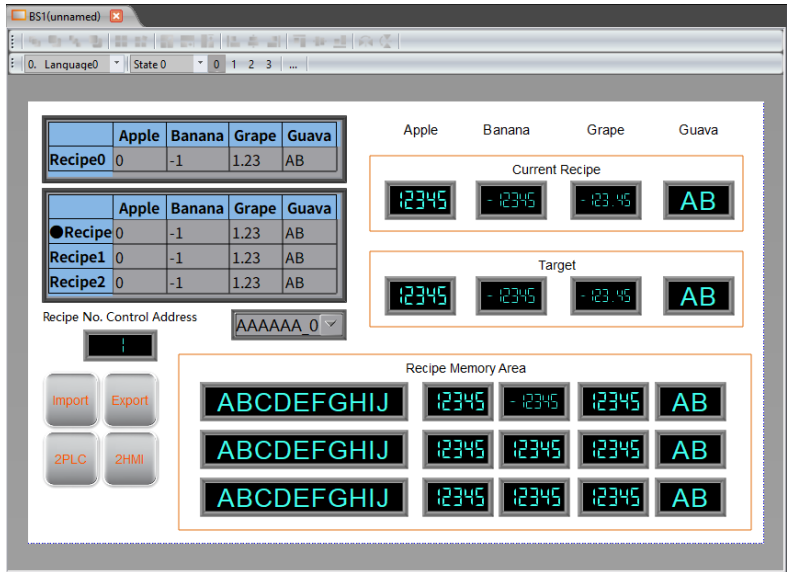 BS1(unnamed)
0. Language0 State 0 0 1 2 3 ...
Apple Banana Grape Guava
Recipe0 0 -1 1.23 AB
Apple Banana Grape Guava
Recipe 0 -1 1.23 AB
Recipe1 0 -1 1.23 AB
Recipe2 0 -1 1.23 AB
Recipe No. Control Address
1
AAAAAA_0
Import Export
2PLC 2HMI
Apple Banana Grape Guava
Current Recipe
12345 -12345 -123.45 AB
Target
12345 -12345 -123.45 AB
Recipe Memory Area
ABCDEFGHIJ 12345 -12345 12345 AB
ABCDEFGHIJ 12345 12345 12345 AB
ABCDEFGHIJ 12345 12345 12345 AB